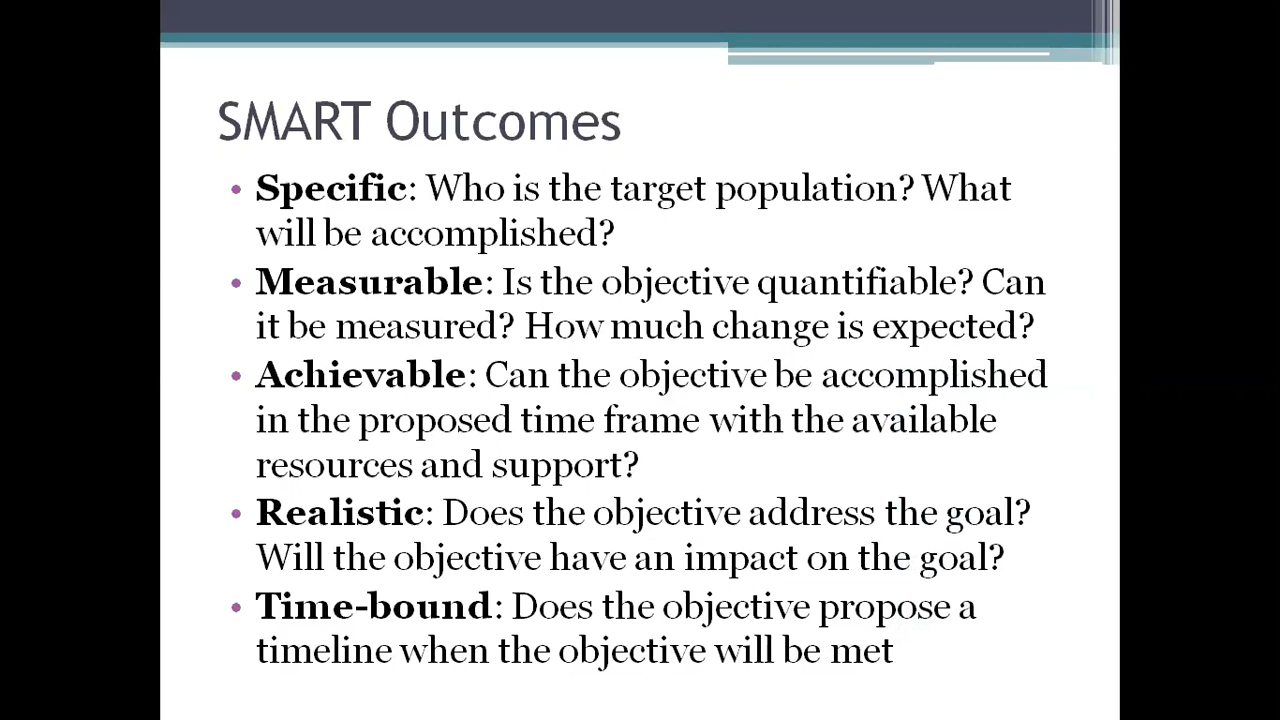 SMART Outcomes
• Specific: Who is the target population? What
will be accomplished?
• Measurable: Is the objective quantifiable? Can
it be measured? How much change is expected?
• Achievable: Can the objective be accomplished
in the proposed time frame with the available
resources and support?
• Realistic: Does the objective address the goal?
Will the objective have an impact on the goal?
• Time-bound: Does the objective propose a
timeline when the objective will be met